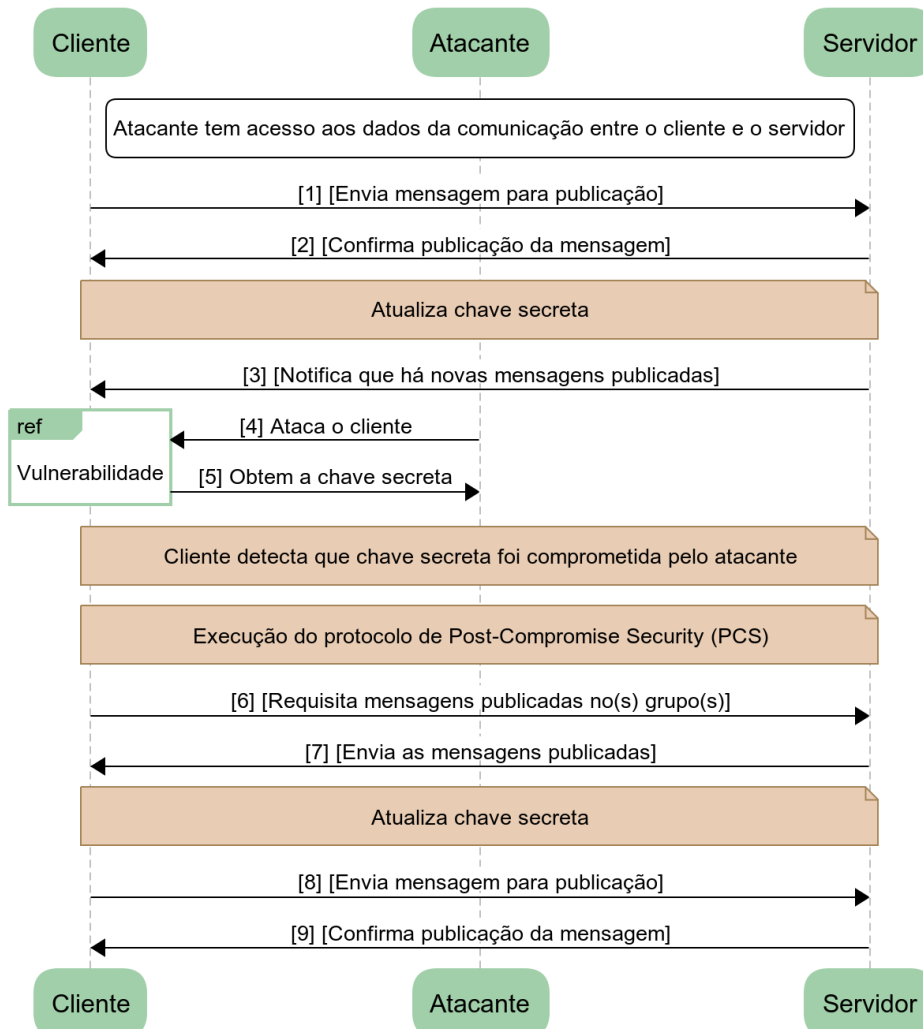 Cliente
Atacante
Servidor
Atacante tem acesso aos dados da comunicação entre o cliente e o servidor
[1] [Envia mensagem para publicação]
[2] [Confirma publicação da mensagem]
Atualiza chave secreta
[3] [Notifica que há novas mensagens publicadas]
ref
[4] Ataca o cliente
Vulnerabilidade
[5] Obtem a chave secreta
Cliente detecta que chave secreta foi comprometida pelo atacante
Execução do protocolo de Post-Compromise Security (PCS)
[6] [Requisita mensagens publicadas no(s) grupo(s)]
[7] [Envia as mensagens publicadas]
Atualiza chave secreta
[8] [Envia mensagem para publicação]
[9] [Confirma publicação da mensagem]
Cliente
Atacante
Servidor